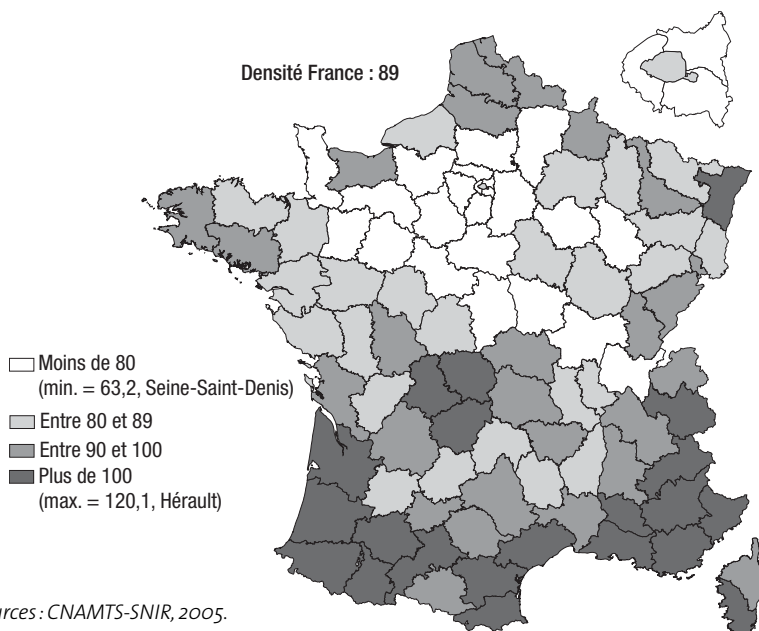 Densité France : 89
Moins de 80
(min. = 63,2, Seine-Saint-Denis)
Entre 80 et 89
Entre 90 et 100
Plus de 100
(max. = 120,1, Hérault)
rces : CNAMTS-SNIR, 2005.